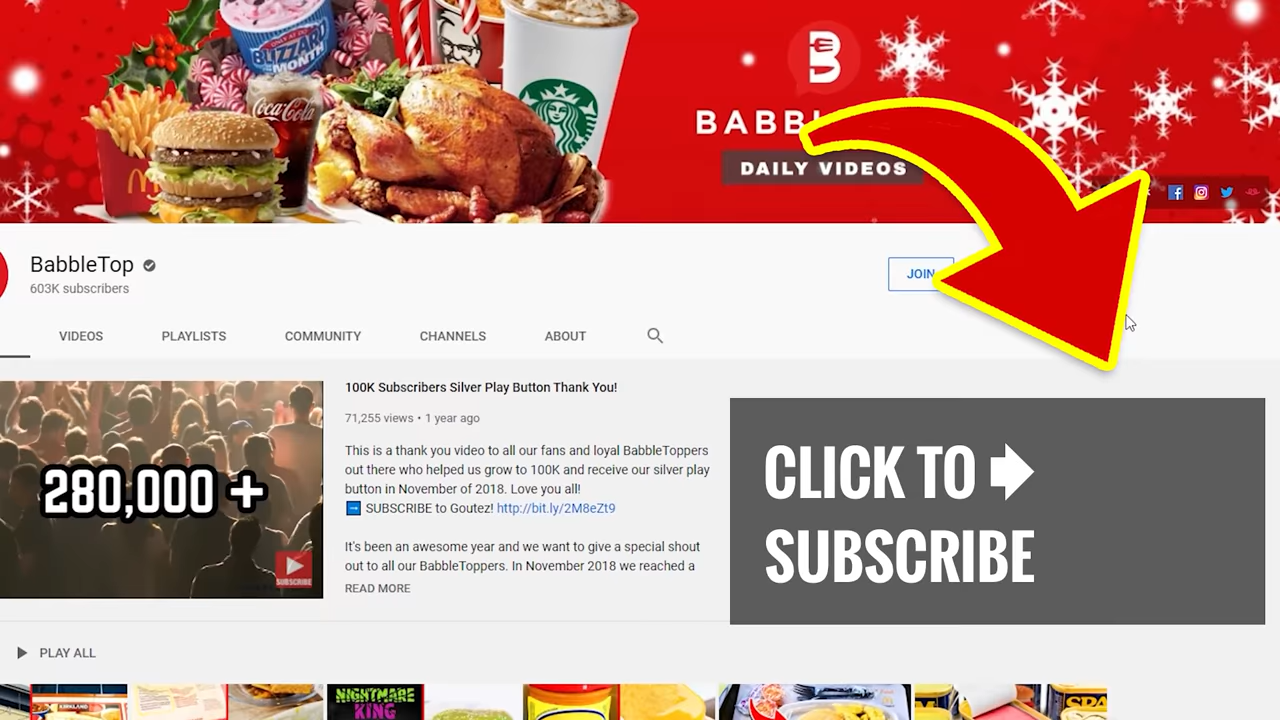 BLIZZARD
OF THE
MONTH
Coca-Cola
BABBL
DAILY VIDEOS
BabbleTop
603K subscribers
JOIN
VIDEOS
PLAYLISTS
COMMUNITY
CHANNELS
ABOUT
100K Subscribers Silver Play Button Thank You!
71,255 views • 1 year ago
This is a thank you video to all our fans and loyal BabbleToppers
out there who helped us grow to 100K and receive our silver play
button in November of 2018. Love you all!
SUBSCRIBE to Goutez! http://bit.ly/2M8eZt9
It's been an awesome year and we want to give a special shout
out to all our BabbleToppers. In November 2018 we reached a
READ MORE
280,000 +
SUBSCRIBE
CLICK TO
SUBSCRIBE
PLAY ALL
KIRKLAND
NIGHTMARE
KING